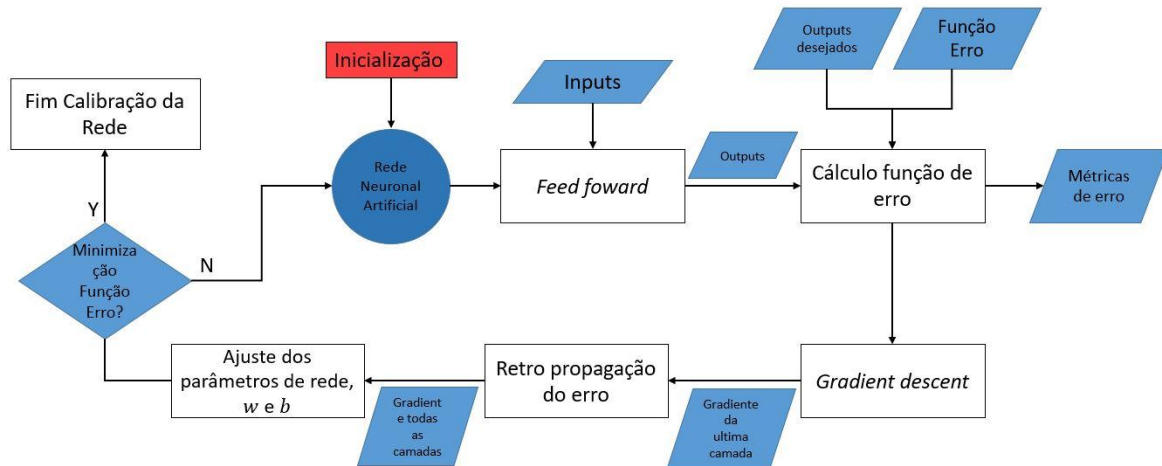 Outputs
desejados
Função
Erro
Inicialização
Inputs
Fim Calibração da
Rede
Rede
Neuronal
Artificial
Feed foward
Outputs
Cálculo função de
erro
Métricas
de erro
Y
N
Minimiza
ção
Função
Erro?
Ajuste dos
parâmetros de rede,
w e b
Gradient
e todas
as
camadas
Retro propagação
do erro
Gradiente
da
ultima
camada
Gradient descent